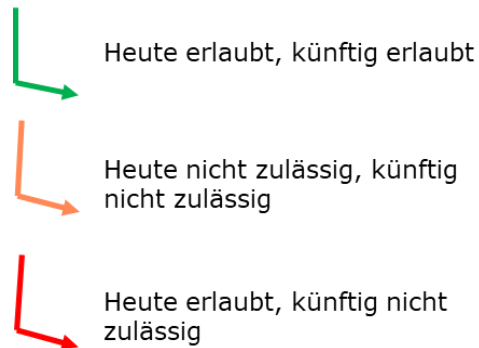 Heute erlaubt, künftig erlaubt
Heute nicht zulässig, künftig
nicht zulässig
Heute erlaubt, künftig nicht
zulässig